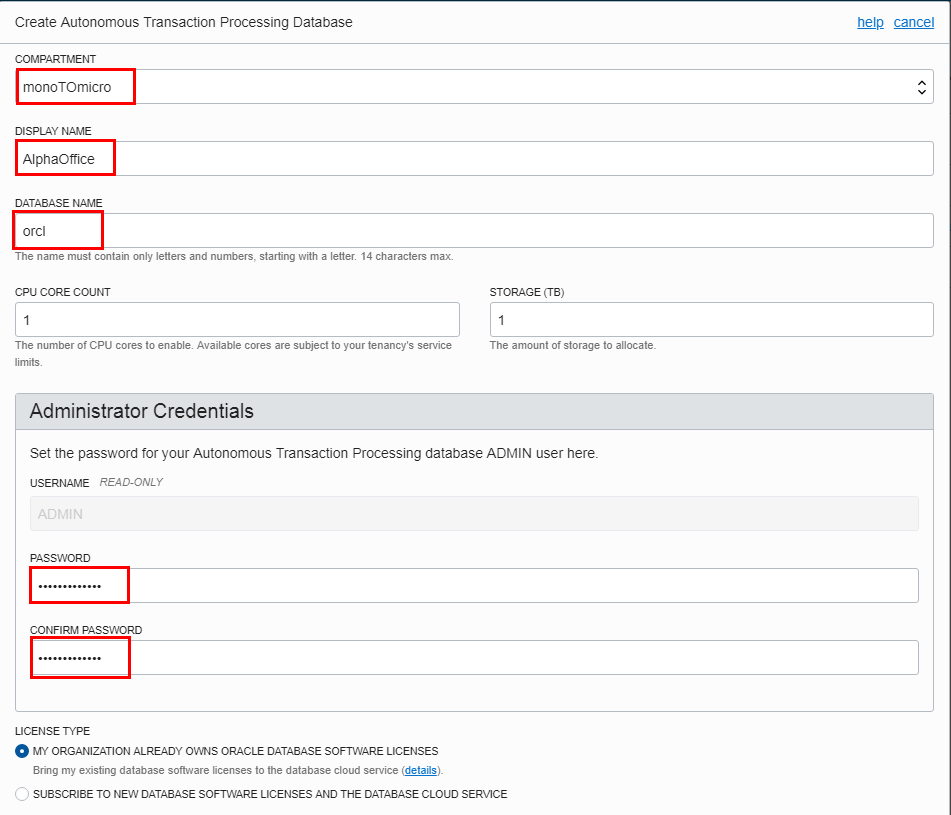 Create Autonomous Transaction Processing Database help cancel
COMPARTMENT
monoTOmicro
DISPLAY NAME
AlphaOffice
DATABASE NAME
orcl
The name must contain only letters and numbers, starting with a letter. 14 characters max.
CPU CORE COUNT STORAGE (TB)
1 1
The number of CPU cores to enable. Available cores are subject to your tenancy's service The amount of storage to allocate.
limits.
Administrator Credentials
Set the password for your Autonomous Transaction Processing database ADMIN user here.
USERNAME READ-ONLY
ADMIN
PASSWORD
•••••••••••••
CONFIRM PASSWORD
•••••••••••••
LICENSE TYPE
MY ORGANIZATION ALREADY OWNS ORACLE DATABASE SOFTWARE LICENSES
Bring my existing database software licenses to the database cloud service (details).
SUBSCRIBE TO NEW DATABASE SOFTWARE LICENSES AND THE DATABASE CLOUD SERVICE